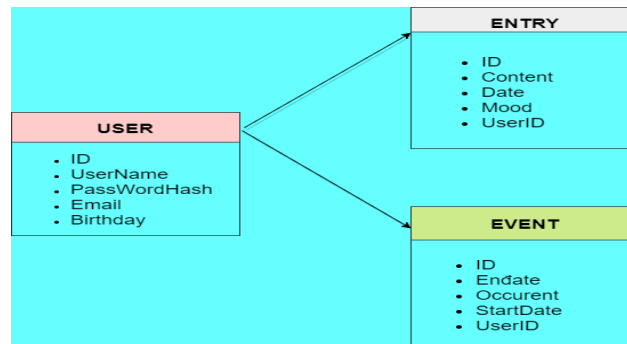 USER
ID
UserName
PassWordHash
Email
Birthday
ENTRY
ID
Content
Date
Mood
UserID
EVENT
ID
Enđate
Occurent
StartDate
UserID